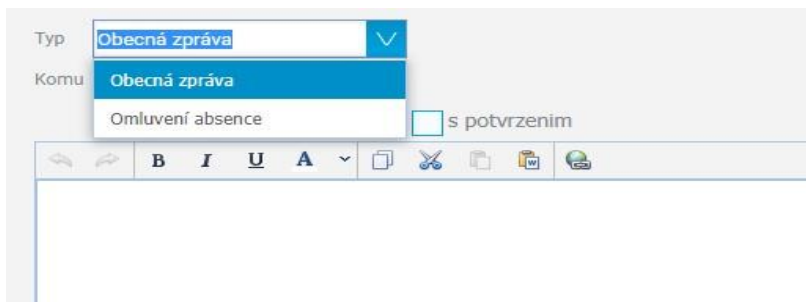 Typ Obecná zpráva
Komu Obecná zpráva
Omluvení absence
s potvrzením
B I U A